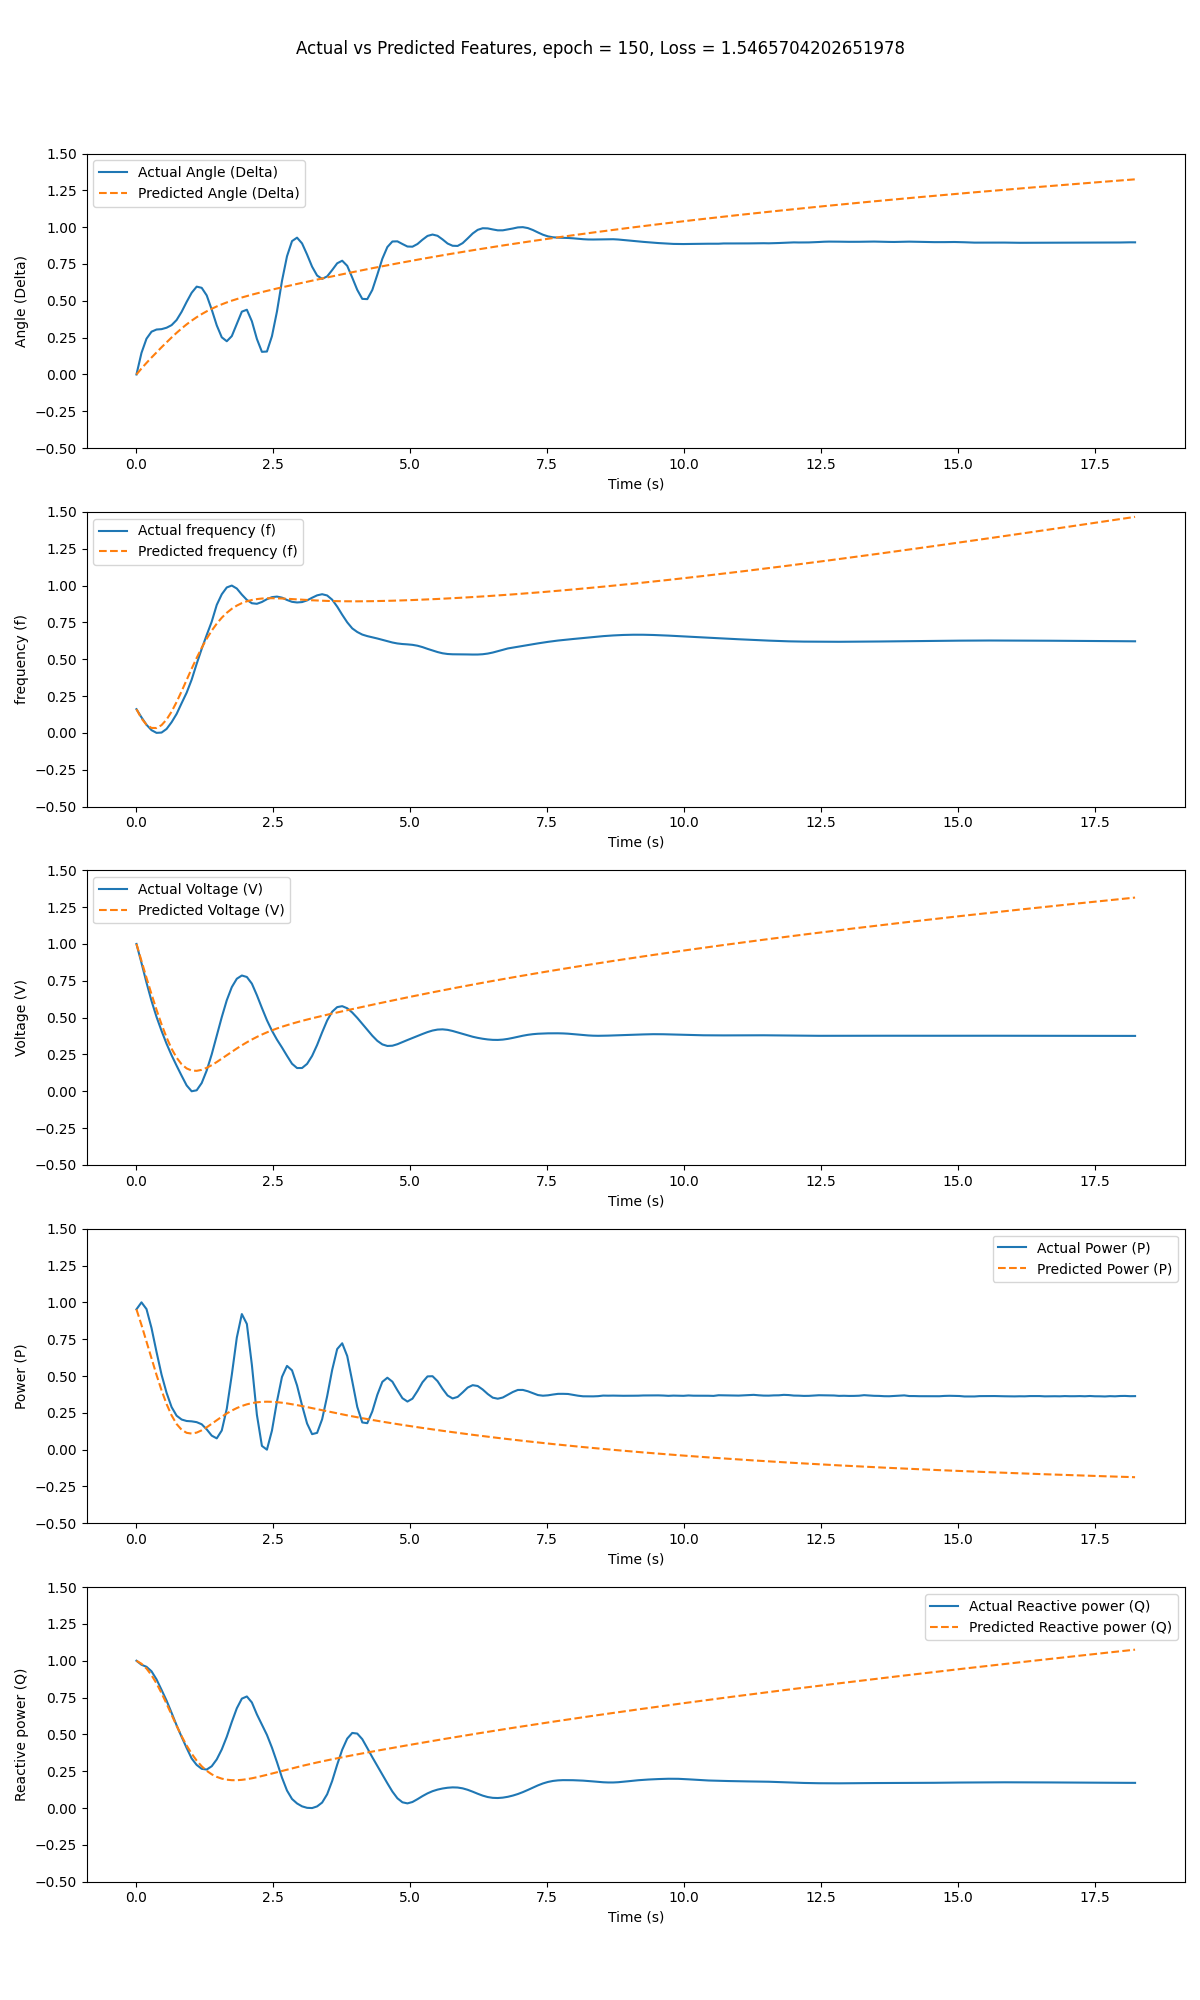 Actual vs Predicted Features, epoch = 150, Loss = 1.5465704202651978
1.50
1.25
1.00
0.75
0.50
0.25
0.00
−0.25
−0.50
Angle (Delta)
Actual Angle (Delta)
Predicted Angle (Delta)
0.0 2.5 5.0 7.5 10.0 12.5 15.0 17.5
Time (s)
1.50
1.25
1.00
0.75
0.50
0.25
0.00
−0.25
−0.50
frequency (f)
Actual frequency (f)
Predicted frequency (f)
0.0 2.5 5.0 7.5 10.0 12.5 15.0 17.5
Time (s)
1.50
1.25
1.00
0.75
0.50
0.25
0.00
−0.25
−0.50
Voltage (V)
Actual Voltage (V)
Predicted Voltage (V)
0.0 2.5 5.0 7.5 10.0 12.5 15.0 17.5
Time (s)
1.50
1.25
1.00
0.75
0.50
0.25
0.00
−0.25
−0.50
Power (P)
Actual Power (P)
Predicted Power (P)
0.0 2.5 5.0 7.5 10.0 12.5 15.0 17.5
Time (s)
1.50
1.25
1.00
0.75
0.50
0.25
0.00
−0.25
−0.50
Reactive power (Q)
Actual Reactive power (Q)
Predicted Reactive power (Q)
0.0 2.5 5.0 7.5 10.0 12.5 15.0 17.5
Time (s)